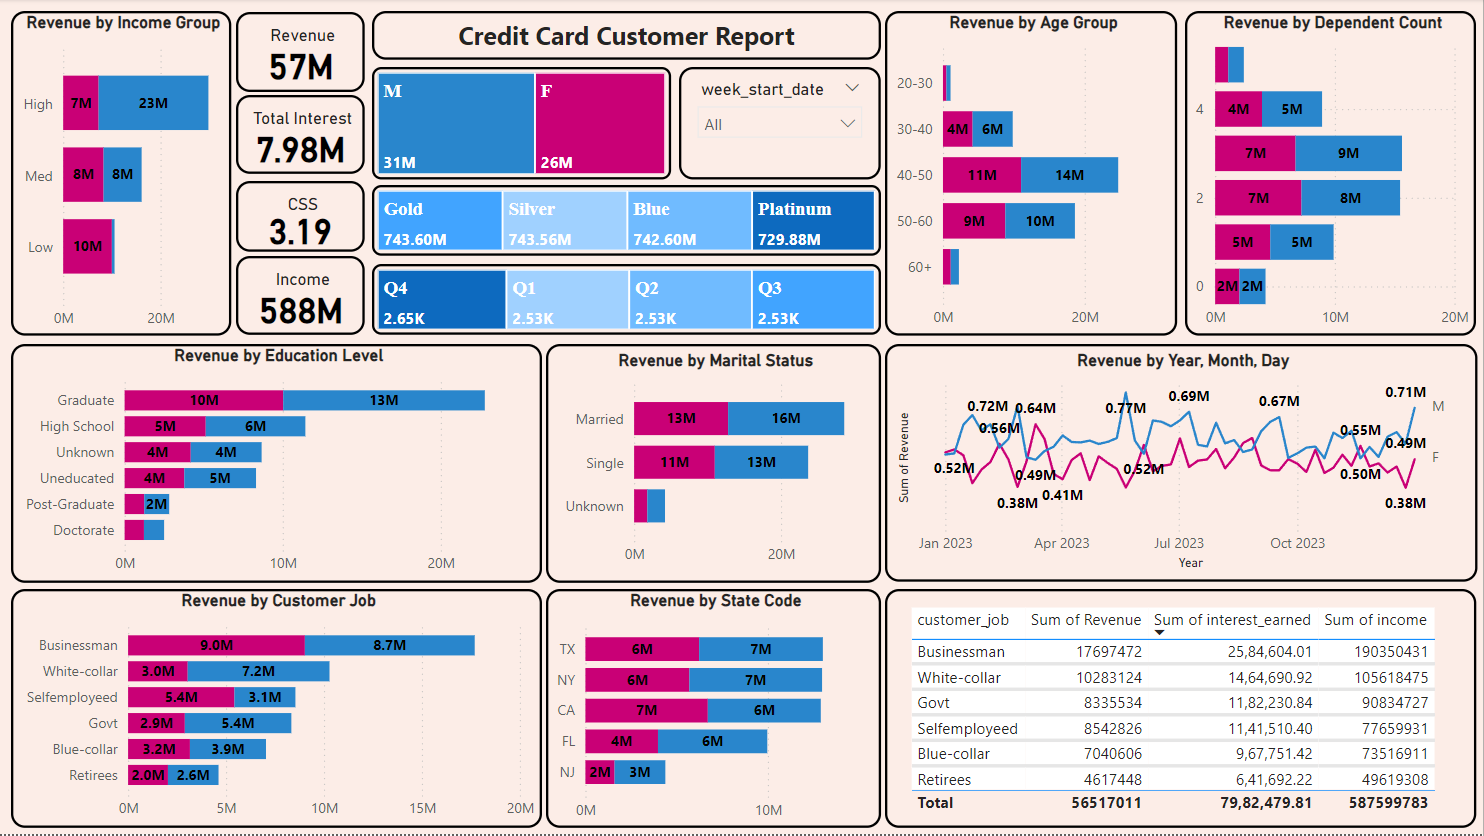 Revenue by Income Group
High
7M
23M
Med
8M
8M
Low
10M
0M
20M
Revenue
57M
Total Interest
7.98M
CSS
3.19
Income
588M
Credit Card Customer Report
M
31M
F
26M
week_start_date
All
Gold
743.60M
Silver
743.56M
Blue
742.60M
Platinum
729.88M
Q4
2.65K
Q1
2.53K
Q2
2.53K
Q3
2.53K
Revenue by Age Group
20-30
30-40
4M
6M
40-50
11M
14M
50-60
9M
10M
60+
0M
20M
Revenue by Dependent Count
4
4M
5M
7M
9M
2
7M
8M
5M
5M
0
2M
2M
0M
10M
20M
Revenue by Education Level
Graduate
10M
13M
High School
5M
6M
Unknown
4M
4M
Uneducated
4M
5M
Post-Graduate
2M
Doctorate
0M
10M
20M
Revenue by Marital Status
Married
13M
16M
Single
11M
13M
Unknown
0M
20M
Revenue by Year, Month, Day
Sum of Revenue
0.71M
0.69M
0.67M
0.72M
0.64M
0.77M
M
0.56M
0.55M
0.49M
F
0.52M
0.49M
0.52M
0.50M
0.41M
0.38M
0.38M
Jan 2023
Apr 2023
Jul 2023
Oct 2023
Year
Revenue by Customer Job
Businessman
9.0M
8.7M
White-collar
3.0M
7.2M
Selfemployeed
5.4M
3.1M
Govt
2.9M
5.4M
Blue-collar
3.2M
3.9M
Retirees
2.0M
2.6M
0M
5M
10M
15M
20M
Revenue by State Code
TX
6M
7M
NY
6M
7M
CA
7M
6M
FL
4M
6M
NJ
2M
3M
0M
10M
customer_job Sum of Revenue Sum of interest_earned Sum of income
Businessman 17697472 25,84,604.01 190350431
White-collar 10283124 14,64,690.92 105618475
Govt 8335534 11,82,230.84 90834727
Selfemployeed 8542826 11,41,510.40 77659931
Blue-collar 7040606 9,67,751.42 73516911
Retirees 4617448 6,41,692.22 49619308
Total 56517011 79,82,479.81 587599783